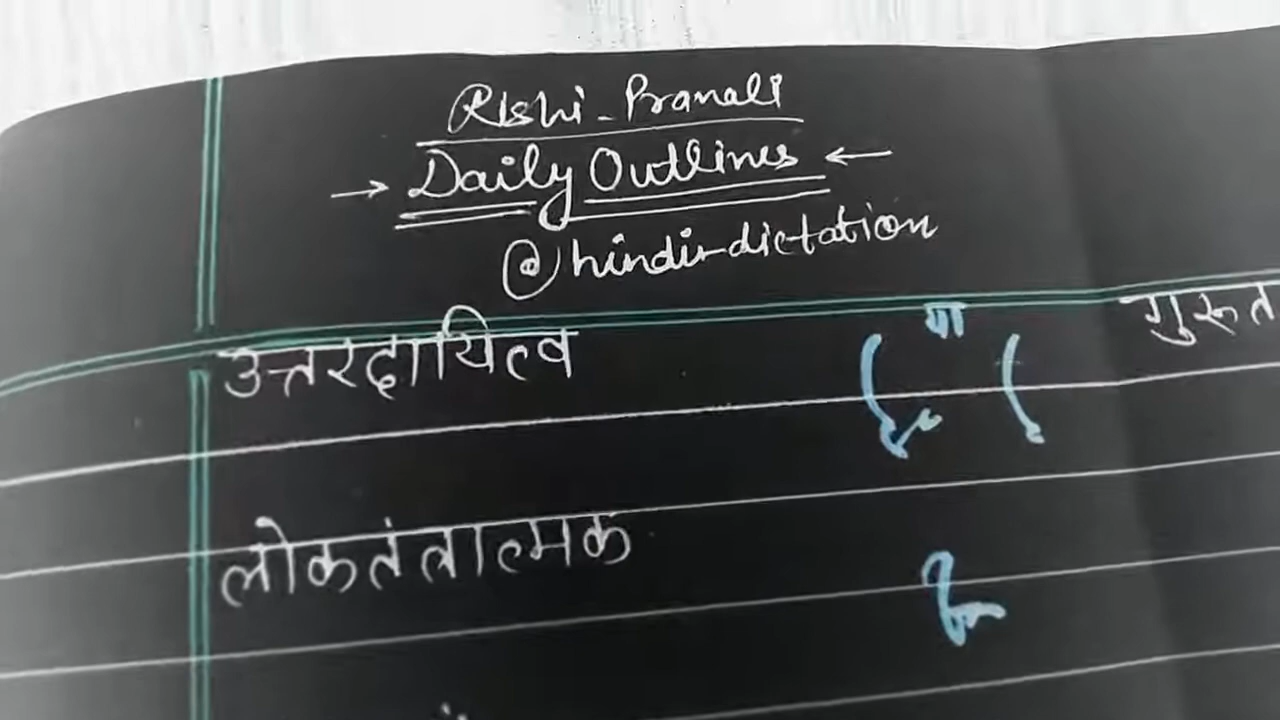 Rishi-Pranali
→ Daily Outlines ←
@hindi-dictation
उत्तरदायित्व या
लोकतंत्रात्मक